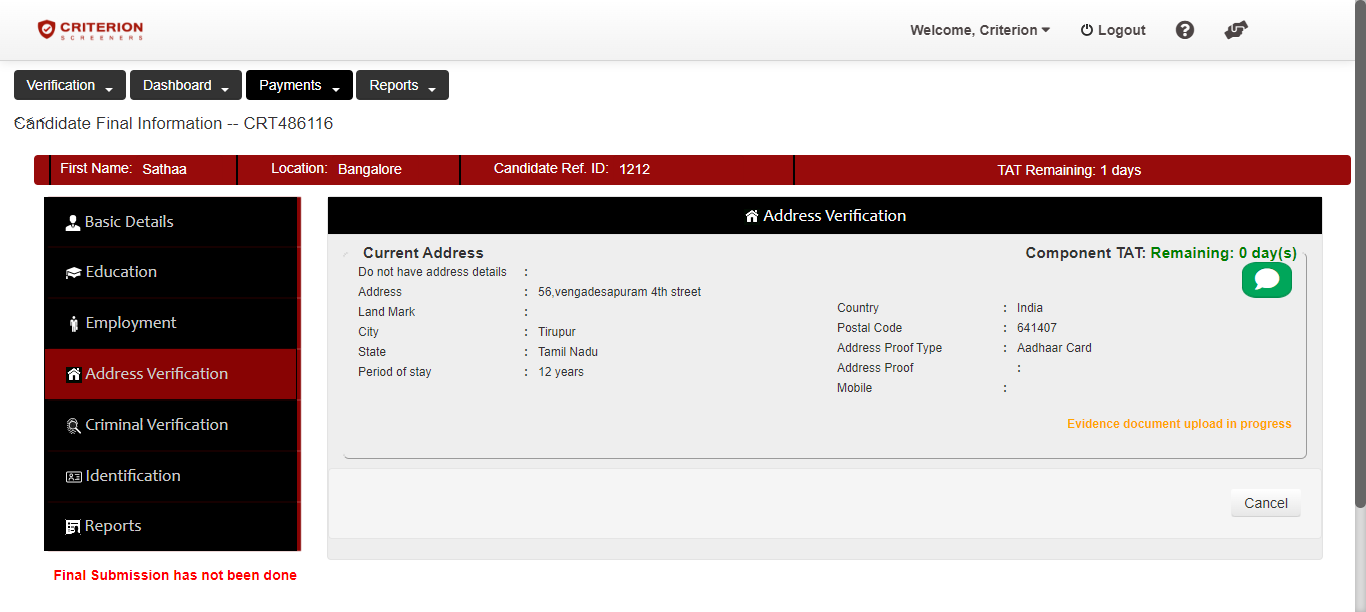 CRITERION
SCREENERS
Welcome, Criterion
Logout
?
Verification
Dashboard
Payments
Reports
Candidate Final Information -- CRT486116
First Name: Sathaa
Location: Bangalore
Candidate Ref. ID: 1212
TAT Remaining: 1 days
Basic Details
Education
Employment
Address Verification
Criminal Verification
Identification
Reports
Final Submission has not been done
Address Verification
Current Address
Component TAT: Remaining: 0 day(s)
Do not have address details :
Address : 56,vengadesapuram 4th street
Land Mark :
City : Tirupur
State : Tamil Nadu
Period of stay : 12 years
Country : India
Postal Code : 641407
Address Proof Type : Aadhaar Card
Address Proof :
Mobile :
Evidence document upload in progress
Cancel